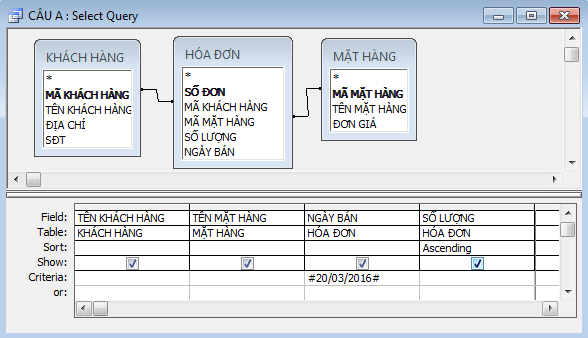 CÂU A : Select Query
KHÁCH HÀNG
*
MÃ KHÁCH HÀNG
TÊN KHÁCH HÀNG
ĐỊA CHỈ
SĐT
HÓA ĐƠN
*
SỐ ĐƠN
MÃ KHÁCH HÀNG
MÃ MẶT HÀNG
SỐ LƯỢNG
NGÀY BÁN
MẶT HÀNG
*
MÃ MẶT HÀNG
TÊN MẶT HÀNG
ĐƠN GIÁ
Field: TÊN KHÁCH HÀNG TÊN MẶT HÀNG NGÀY BÁN SỐ LƯỢNG
Table: KHÁCH HÀNG MẶT HÀNG HÓA ĐƠN HÓA ĐƠN
Sort: Ascending
Show:
Criteria: #20/03/2016#
or: